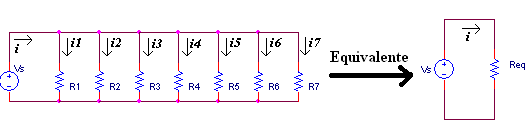 i i1 i2 i3 i4 i5 i6 i7 i
Equivalente
Vs R1 R2 R3 R4 R5 R6 R7 Vs Req